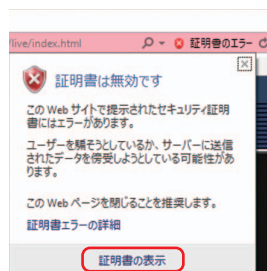 /live/index.html 証明書のエラー
証明書は無効です
この Web サイトで提示されたセキュリティ証明
書にはエラーがあります。
ユーザーを騙そうとしているか、サーバーに送信
されたデータを傍受しようとしている可能性があ
ります。
この Web ページを閉じることを推奨します。
証明書エラーの詳細
証明書の表示